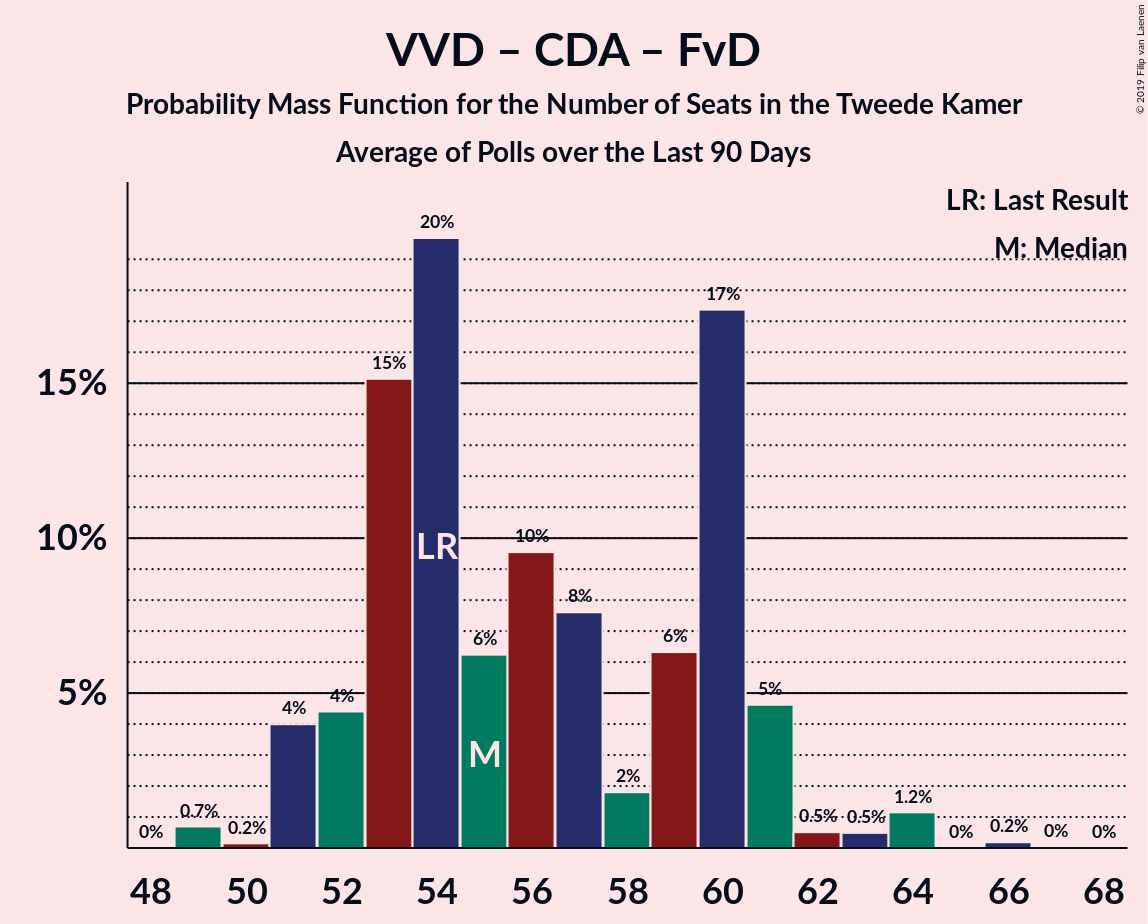 VVD – CDA – FvD
Probability Mass Function for the Number of Seats in the Tweede Kamer
Average of Polls over the Last 90 Days
© 2019 Filip van Laenen
LR: Last Result
M: Median
15%
10%
5%
0%
0.7%
0.2%
4%
4%
15%
20%
6%
10%
8%
2%
6%
17%
5%
0.5%
0.5%
1.2%
0%
0.2%
0%
0%
LR
M
48 50 52 54 56 58 60 62 64 66 68